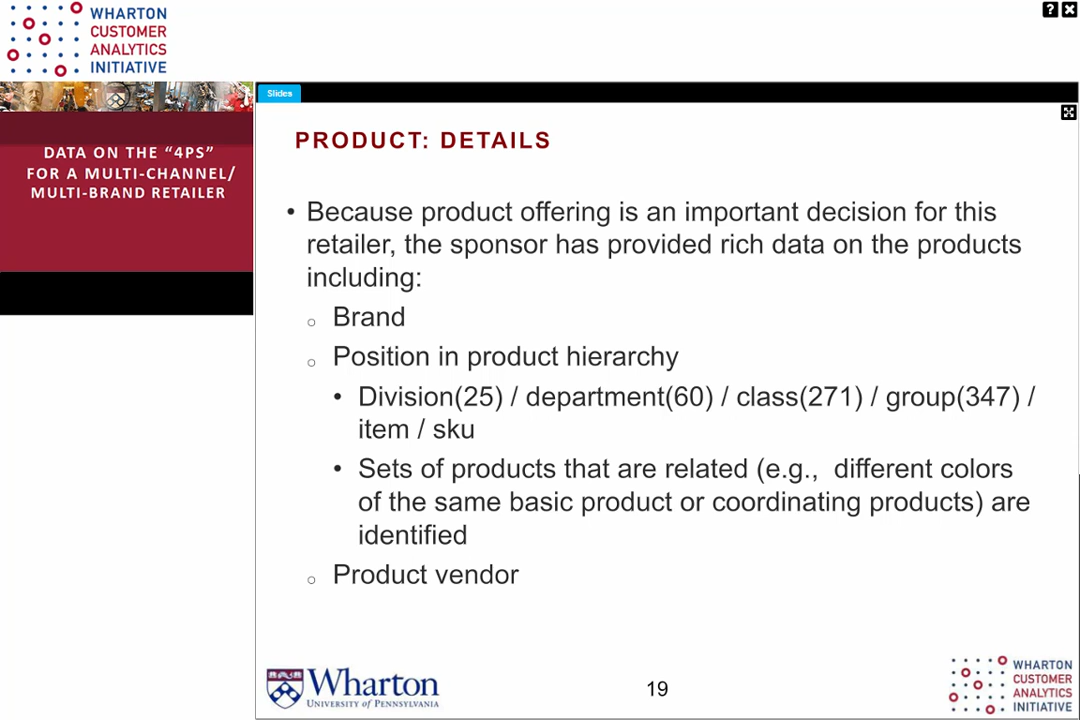 WHARTON
CUSTOMER
ANALYTICS
INITIATIVE
DATA ON THE “4PS”
FOR A MULTI-CHANNEL/
MULTI-BRAND RETAILER
Slides
PRODUCT: DETAILS
• Because product offering is an important decision for this
retailer, the sponsor has provided rich data on the products
including:
○ Brand
○ Position in product hierarchy
• Division(25) / department(60) / class(271) / group(347) /
item / sku
• Sets of products that are related (e.g.,  different colors
of the same basic product or coordinating products) are
identified
○ Product vendor
Wharton
UNIVERSITY OF PENNSYLVANIA
19
WHARTON
CUSTOMER
ANALYTICS
INITIATIVE